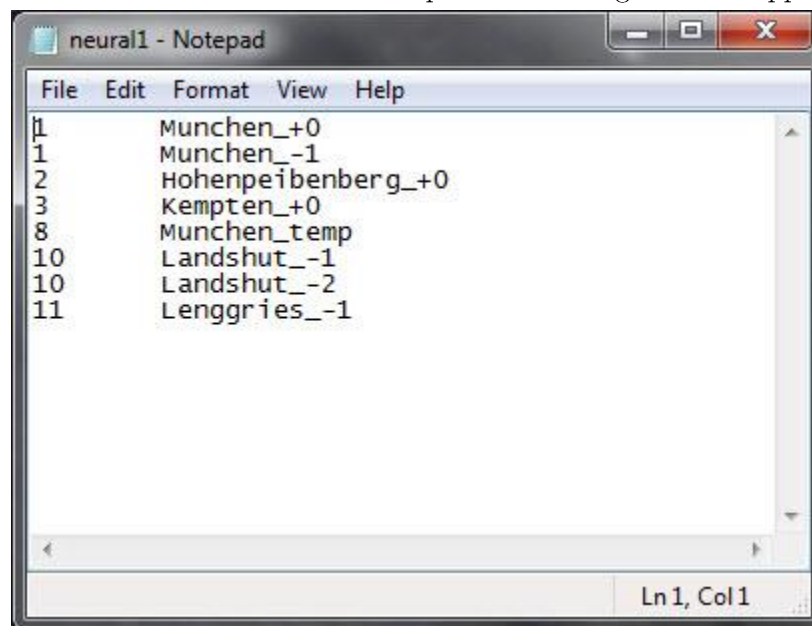 neural1 - Notepad
File Edit Format View Help
1 Munchen_+0
1 Munchen_-1
2 Hohenpeibenberg_+0
3 Kempten_+0
8 Munchen_temp
10 Landshut_-1
10 Landshut_-2
11 Lenggries_-1
Ln 1, Col 1